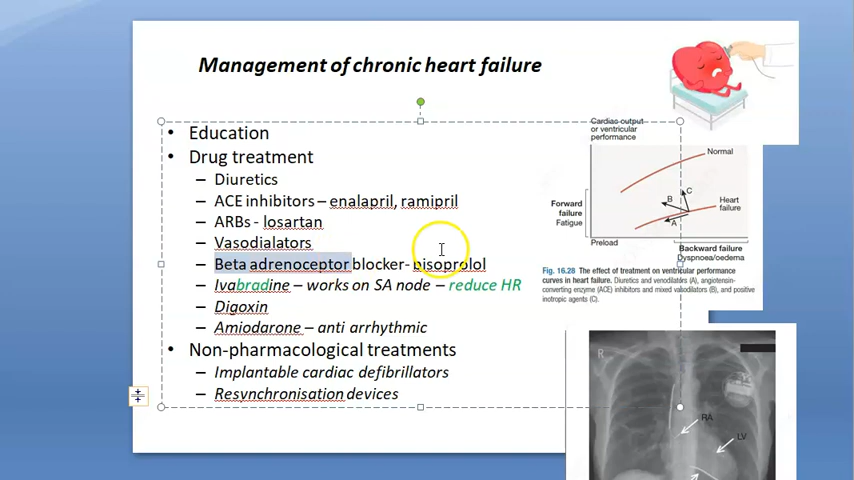 Management of chronic heart failure
• Education
• Drug treatment
– Diuretics
– ACE inhibitors – enalapril, ramipril
– ARBs - losartan
– Vasodialators
– Beta adrenoceptor blocker- bisoprolol
– Ivabradine – works on SA node – reduce HR
– Digoxin
– Amiodarone – anti arrhythmic
• Non-pharmacological treatments
– Implantable cardiac defibrillators
– Resynchronisation devices
Cardiac output
or ventricular
performance
Normal
C
B
A
Heart
failure
Forward
failure
Fatigue
Preload
Backward failure
Dyspnoea/oedema
Fig. 16.28 The effect of treatment on ventricular performance
curves in heart failure. Diuretics and venodilators (A), angiotensin-
converting enzyme (ACE) inhibitors and mixed vasodilators (B), and positive
inotropic agents (C).
R
RA
LV